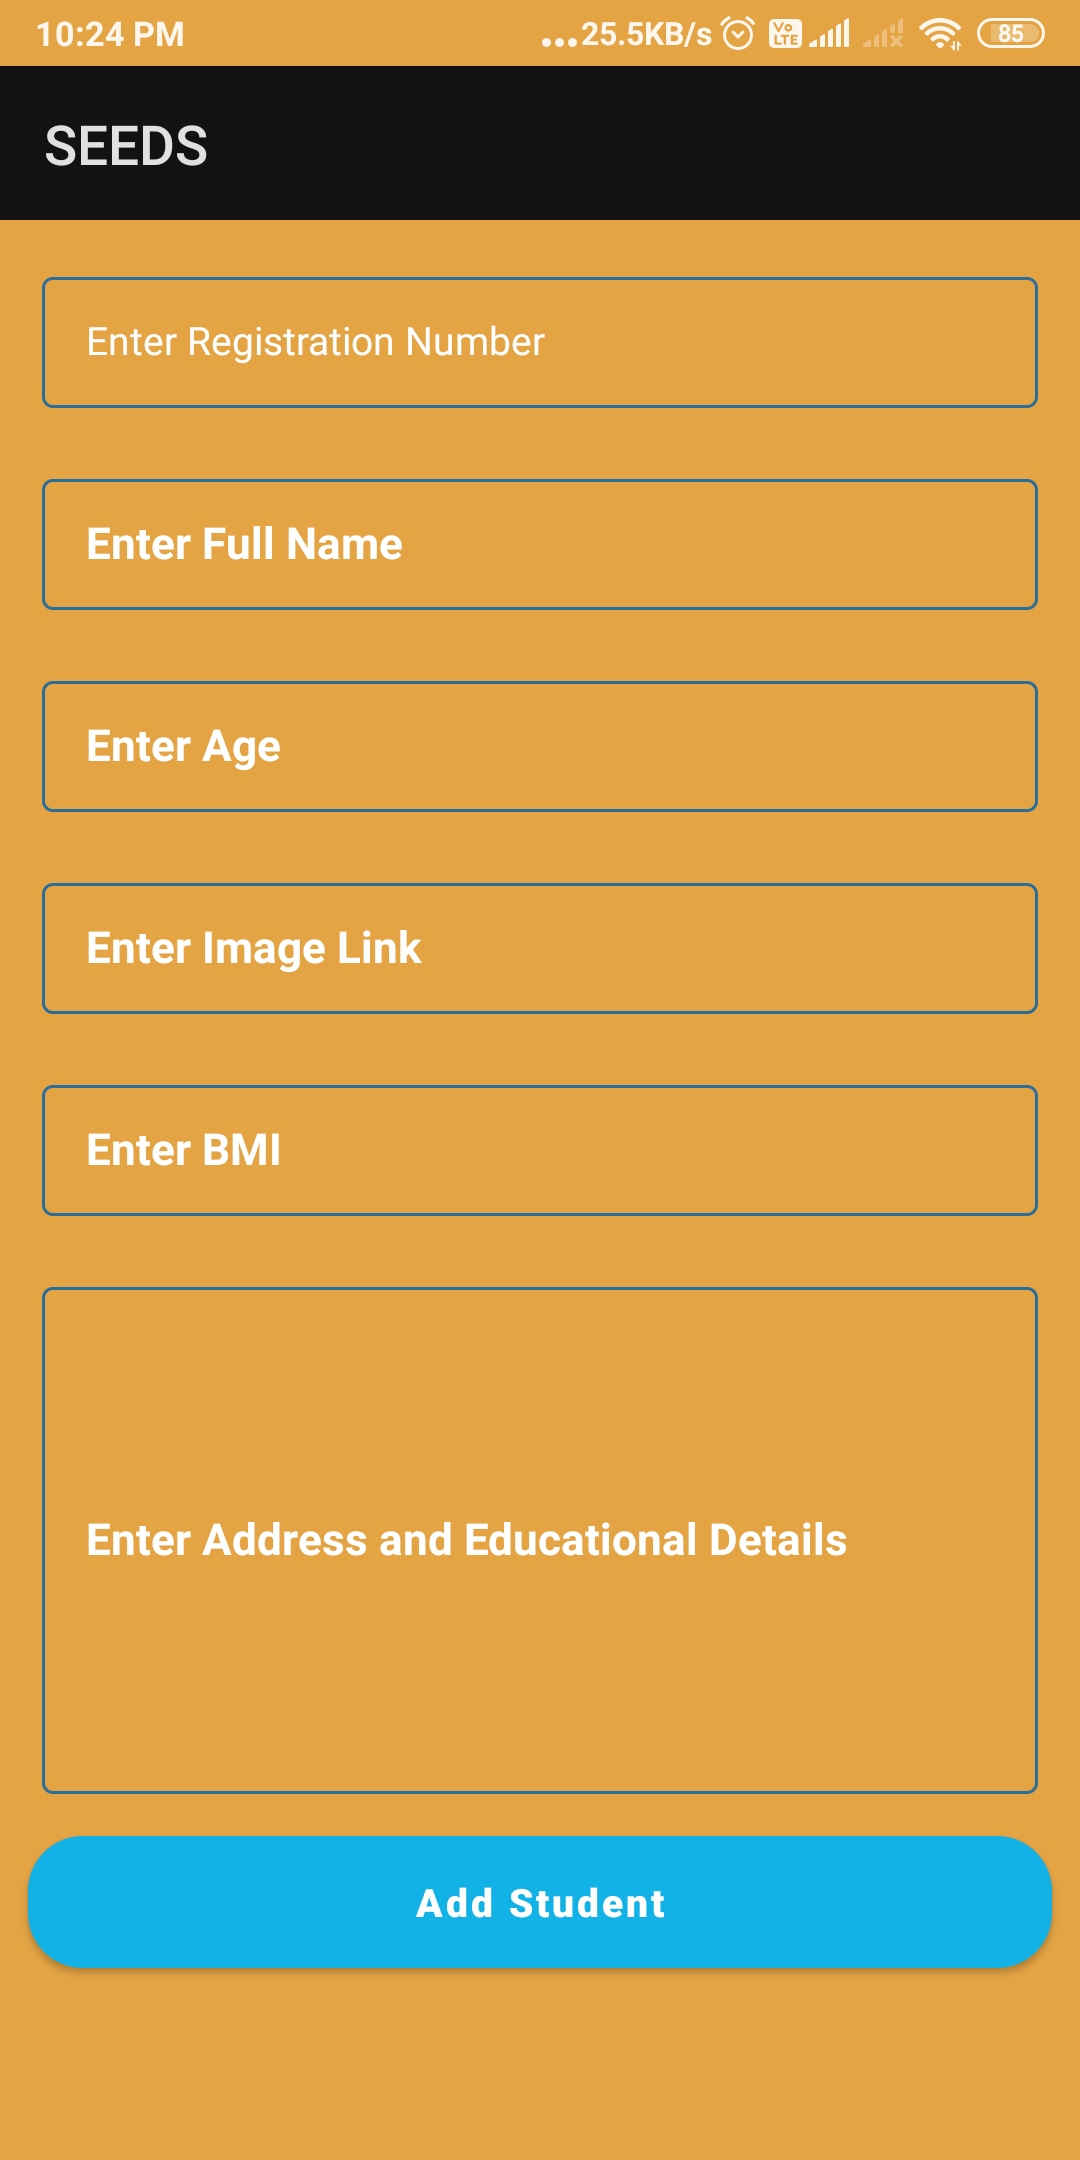 10:24 PM ...25.5KB/s Vo LTE 85
SEEDS
Enter Registration Number
Enter Full Name
Enter Age
Enter Image Link
Enter BMI
Enter Address and Educational Details
Add Student